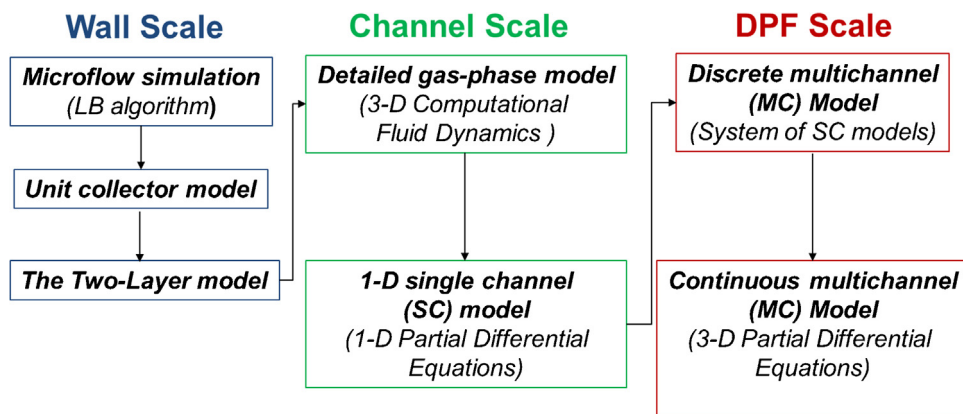 Wall Scale
Microflow simulation
(LB algorithm)
Unit collector model
The Two-Layer model
Channel Scale
Detailed gas-phase model
(3-D Computational
Fluid Dynamics )
1-D single channel
(SC) model
(1-D Partial Differential
Equations)
DPF Scale
Discrete multichannel
(MC) Model
(System of SC models)
Continuous multichannel
(MC) Model
(3-D Partial Differential
Equations)